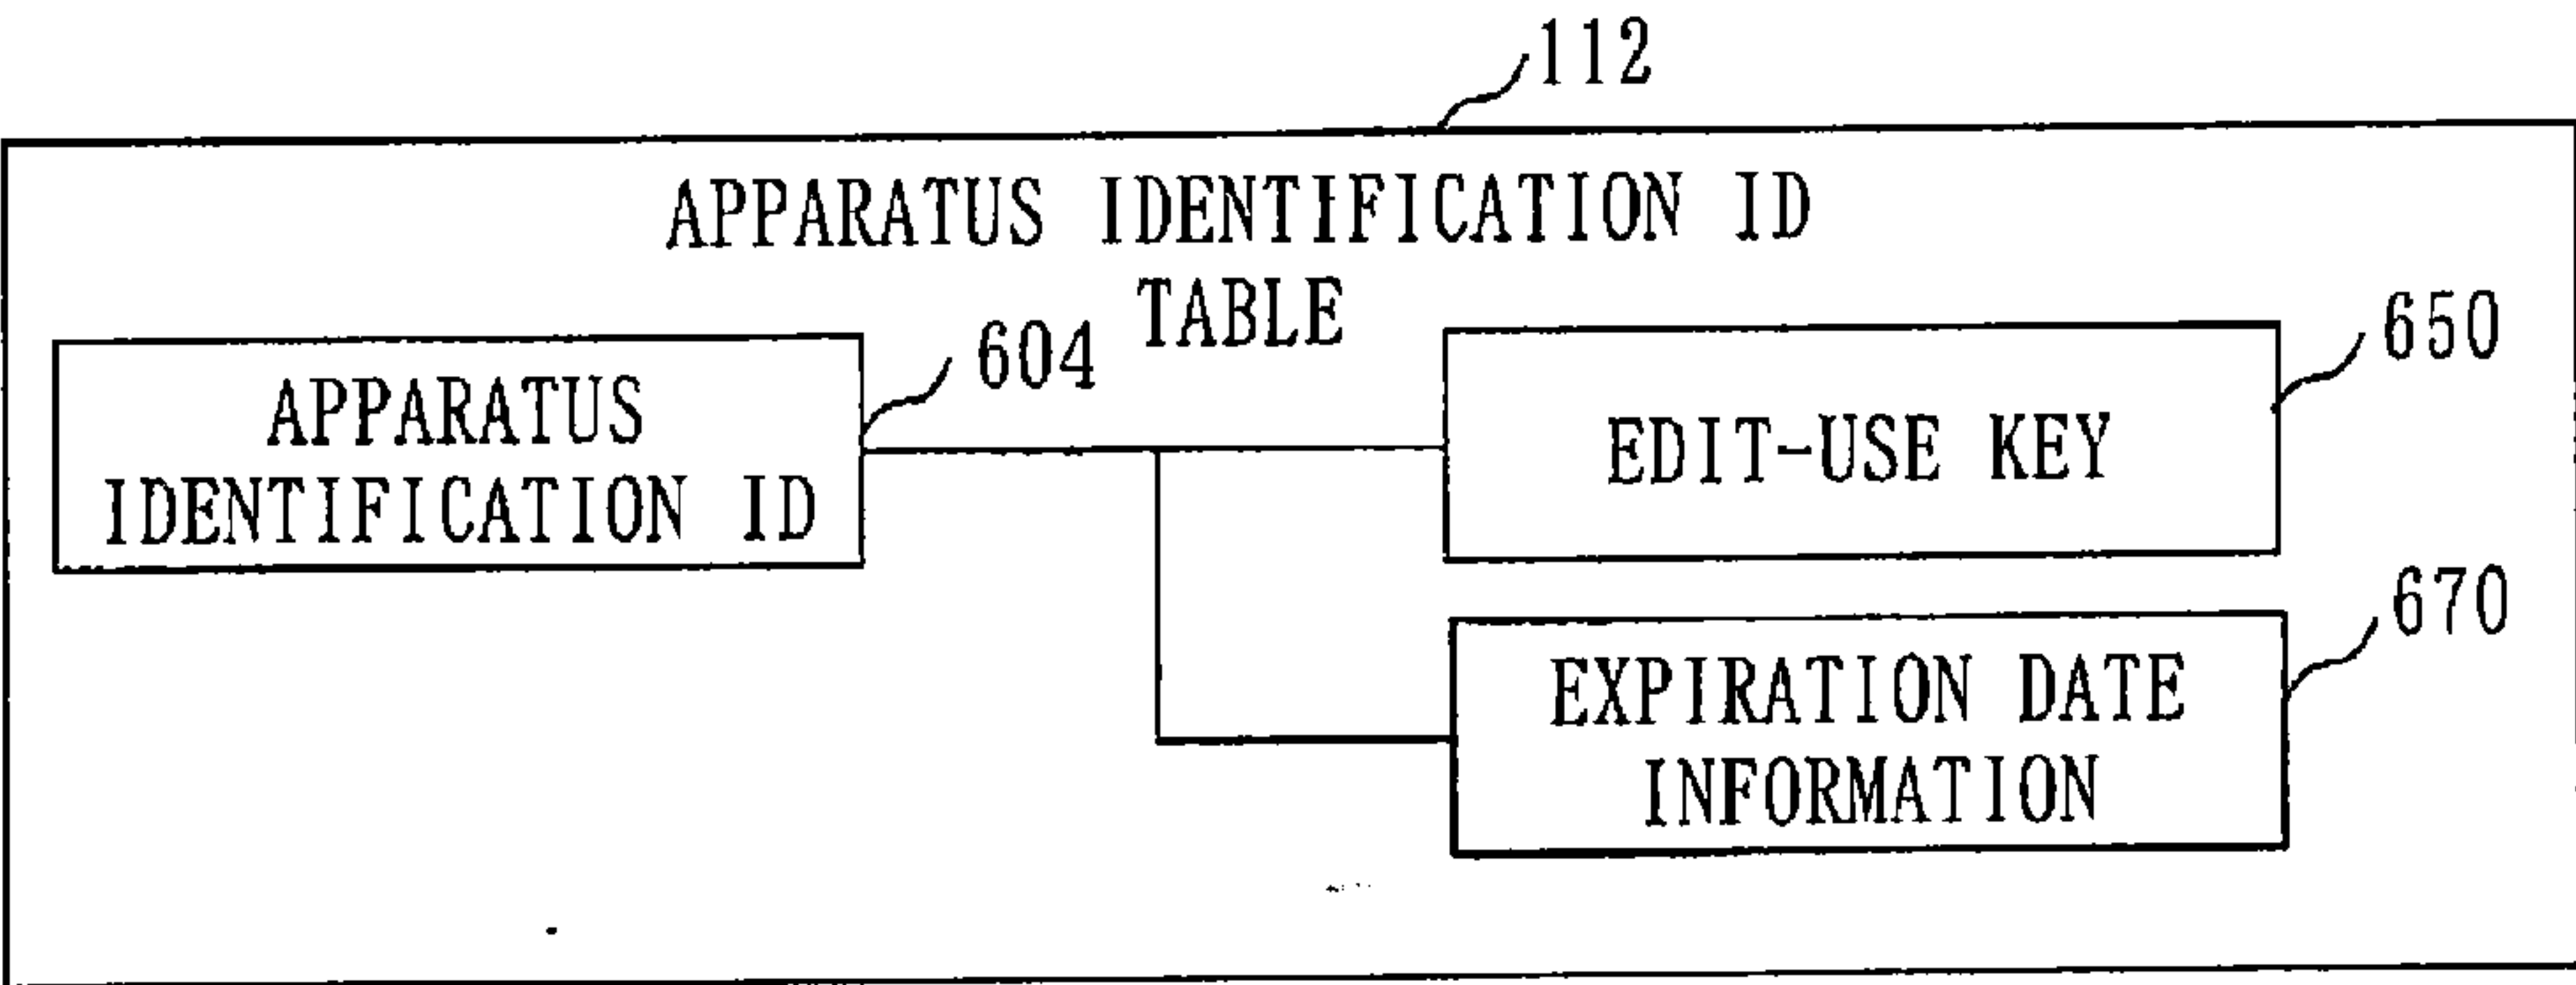 112
APPARATUS IDENTIFICATION ID
TABLE
604
APPARATUS
IDENTIFICATION ID
650
EDIT-USE KEY
670
EXPIRATION DATE
INFORMATION